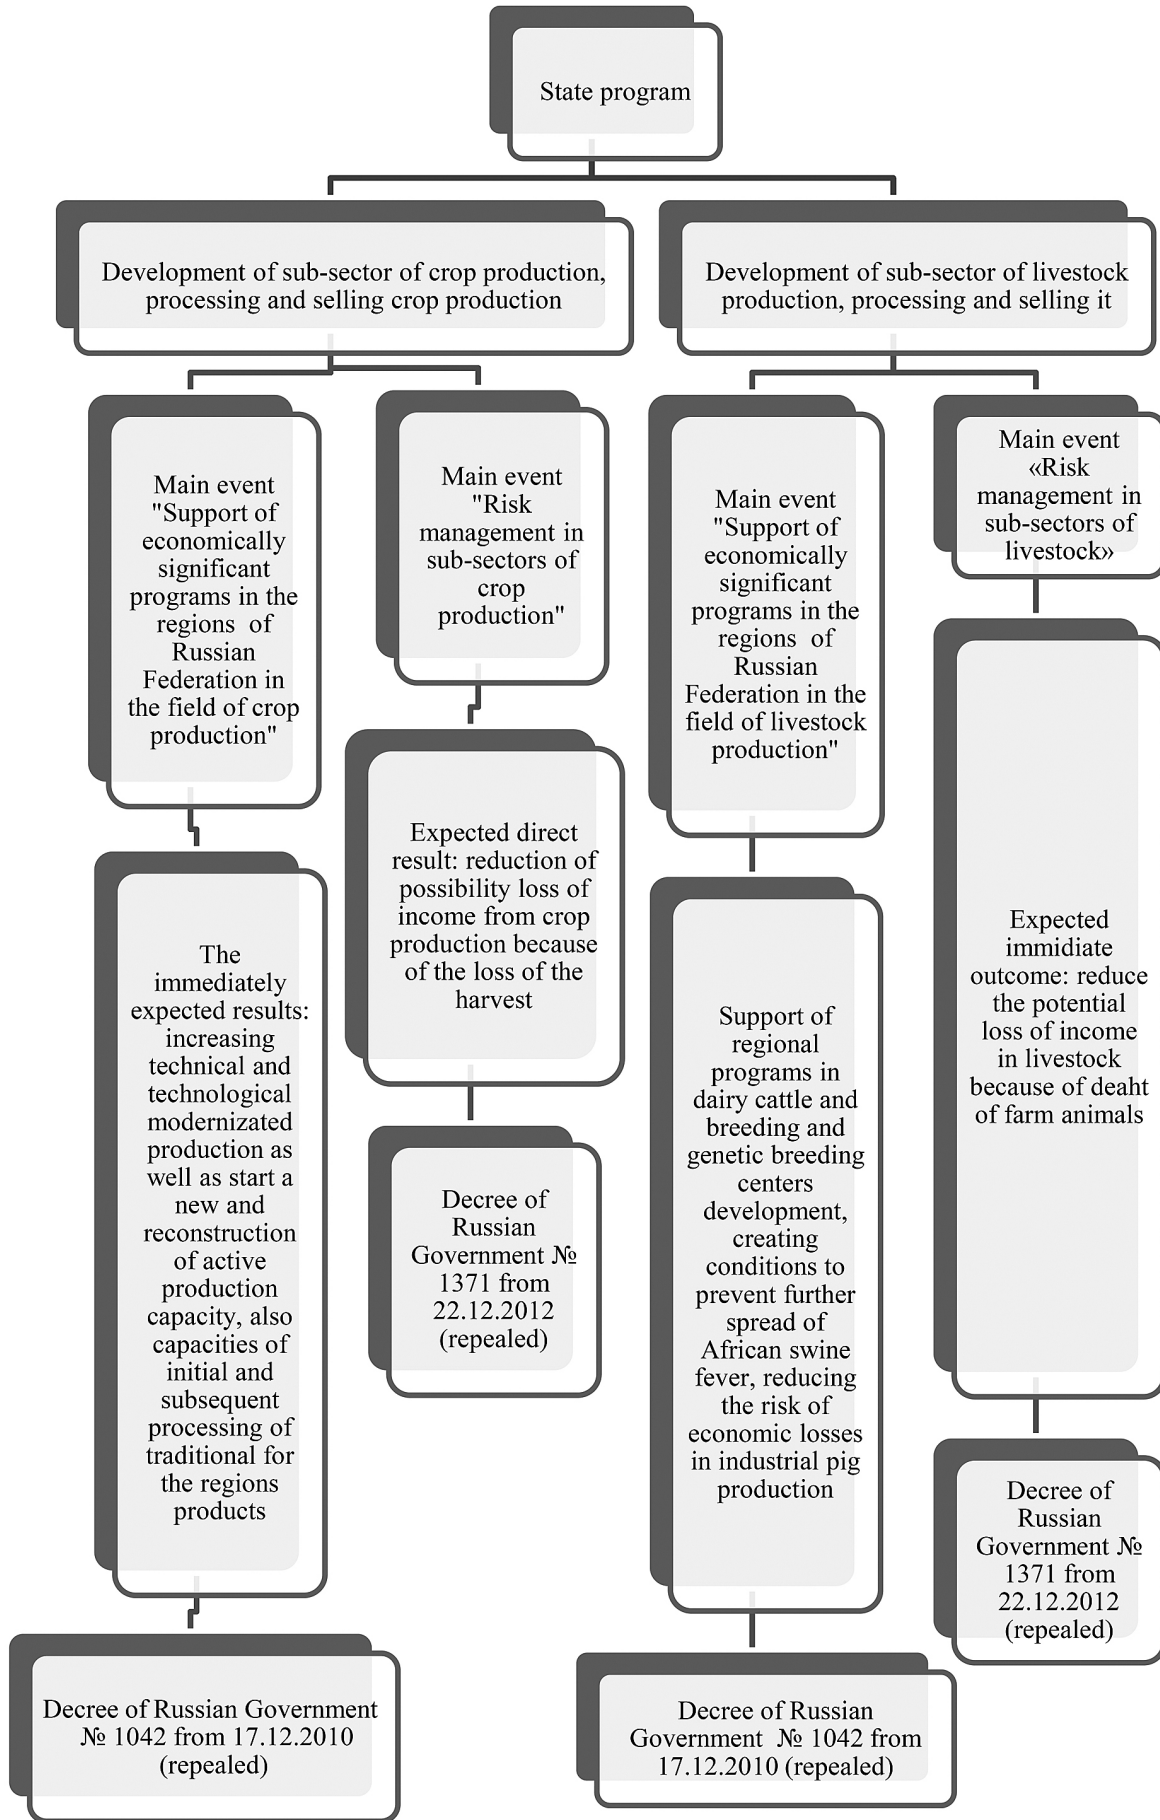 State program
Development of sub-sector of crop production,
processing and selling crop production
Development of sub-sector of livestock
production, processing and selling it
Main event
"Support of
economically
significant
programs in the
regions of
Russian
Federation in
the field of crop
production"
Main event
"Risk
management in
sub-sectors of
crop
production"
Main event
"Support of
economically
significant
programs in the
regions of
Russian
Federation in the
field of livestock
production"
Main event
«Risk
management in
sub-sectors of
livestock»
The
immediately
expected results:
increasing
technical and
technological
modernizated
production as
well as start a
new and
reconstruction
of active
production
capacity, also
capacities of
initial and
subsequent
processing of
traditional for
the regions
products
Expected direct
result: reduction of
possibility loss of
income from crop
production because
of the loss of the
harvest
Support of
regional
programs in
dairy cattle and
breeding and
genetic breeding
centers
development,
creating
conditions to
prevent further
spread of
African swine
fever, reducing
the risk of
economic losses
in industrial pig
production
Expected
immidiate
outcome: reduce
the potential
loss of income
in livestock
because of deaht
of farm animals
Decree of Russian Government
№ 1042 from 17.12.2010
(repealed)
Decree of
Russian
Government №
1371 from
22.12.2012
(repealed)
Decree of Russian
Government № 1042 from
17.12.2010 (repealed)
Decree of
Russian
Government №
1371 from
22.12.2012
(repealed)